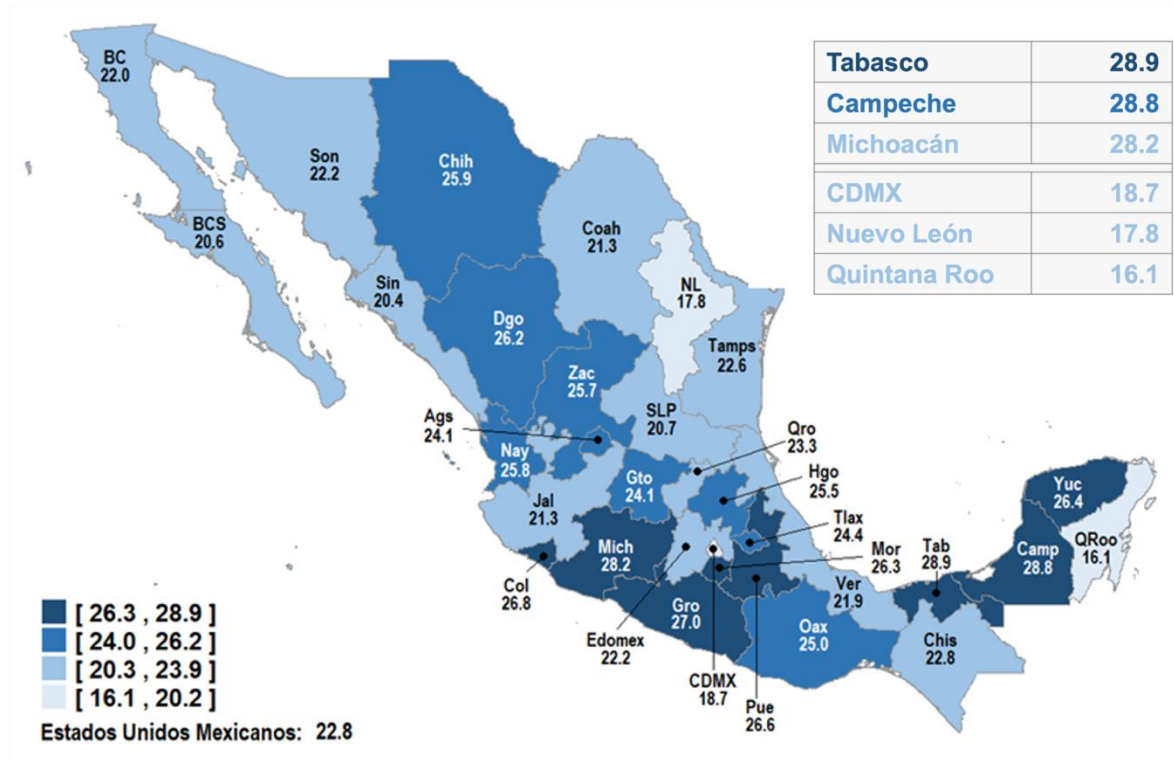 BC
22.0
Son
22.2
Chih
25.9
BCS
20.6
Coah
21.3
Sin
20.4
NL
17.8
Dgo
26.2
Tamps
22.6
Zac
25.7
SLP
20.7
Ags
24.1
Qro
23.3
Nay
25.8
Gto
24.1
Hgo
25.5
Jal
21.3
Tlax
24.4
Mich
28.2
Mor
26.3
Tab
28.9
Yuc
26.4
QRoo
16.1
Camp
28.8
Col
26.8
Gro
27.0
Ver
21.9
Edomex
22.2
Oax
25.0
Chis
22.8
CDMX
18.7
Pue
26.6
Tabasco 28.9
Campeche 28.8
Michoacán 28.2
CDMX 18.7
Nuevo León 17.8
Quintana Roo 16.1
[ 26.3 , 28.9 ]
[ 24.0 , 26.2 ]
[ 20.3 , 23.9 ]
[ 16.1 , 20.2 ]
Estados Unidos Mexicanos: 22.8